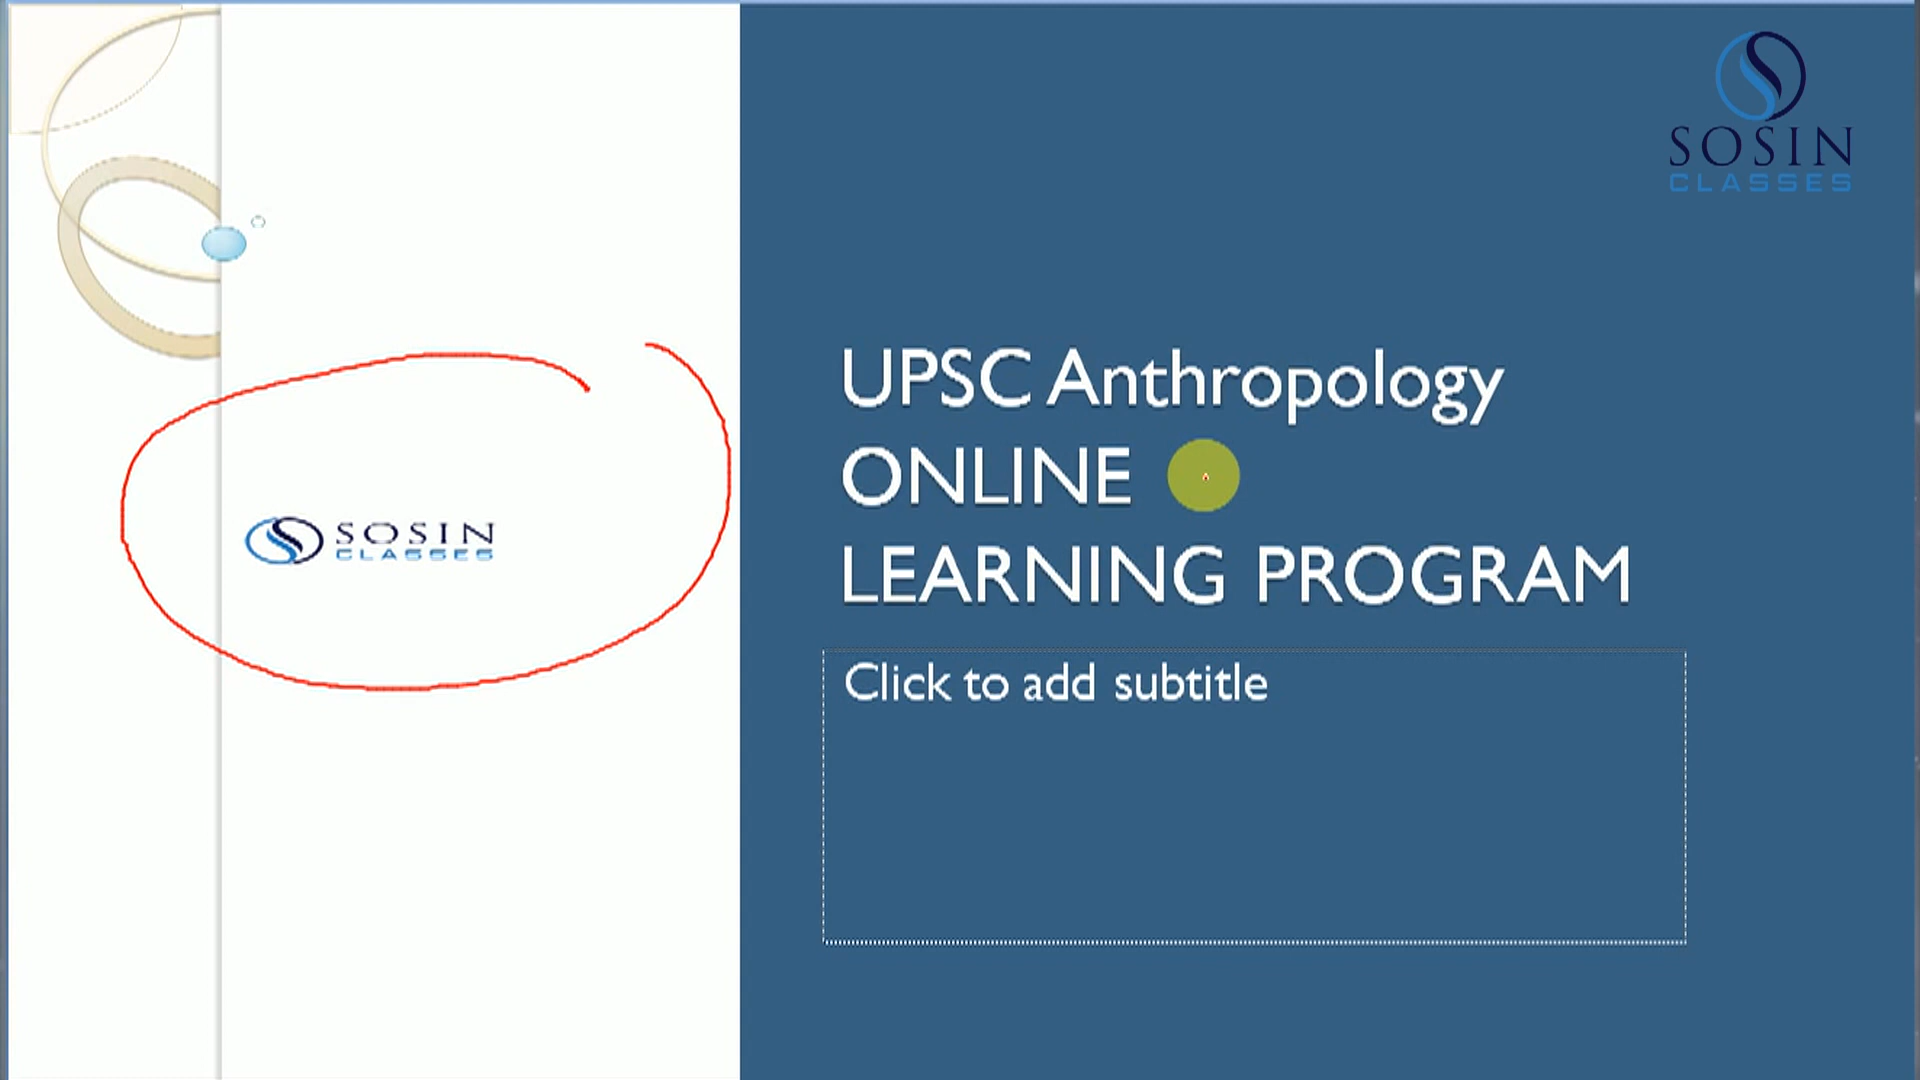 SOSIN
CLASSES
SOSIN
CLASSES
UPSC Anthropology
ONLINE
LEARNING PROGRAM
Click to add subtitle